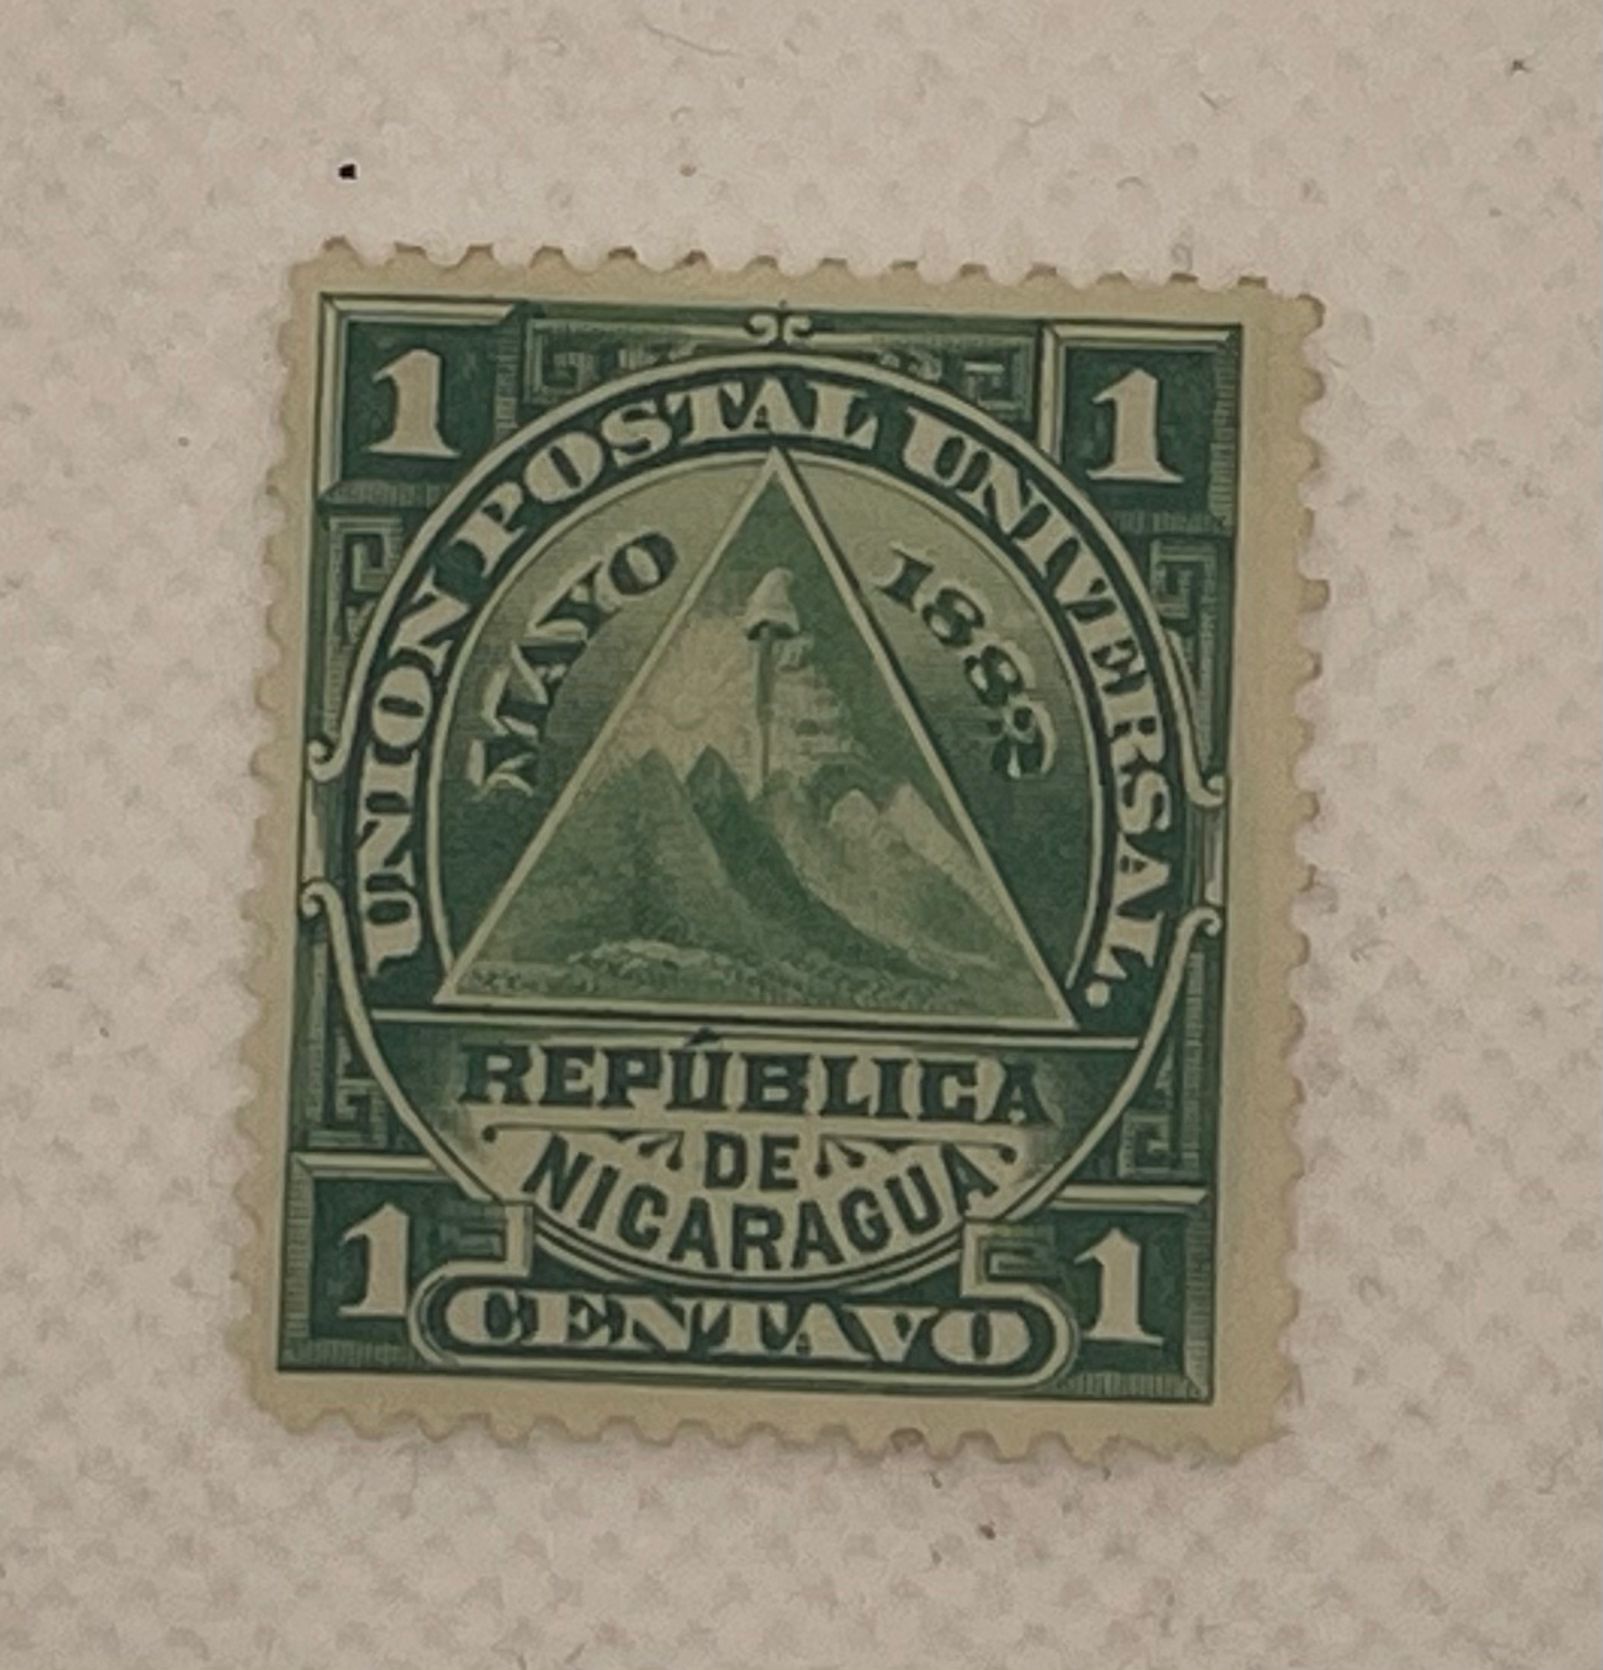 1 1
UNION POSTAL UNIVERSAL.
MAYO 1882
REPÚBLICA
DE
NICARAGUA
1 1
CENTAVO